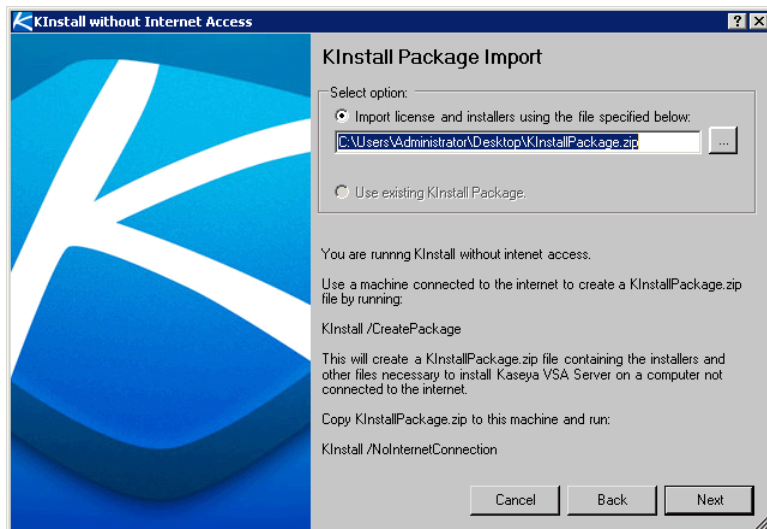 KInstall without Internet Access
KInstall Package Import
Select option:
Import license and installers using the file specified below:
C:\Users\Administrator\Desktop\KInstallPackage.zip
...
Use existing KInstall Package.
You are runnng KInstall without internet access.
Use a machine connected to the internet to create a KInstallPackage.zip
file by running:
KInstall /CreatePackage
This will create a KInstallPackage.zip file containing the installers and
other files necessary to install Kaseya VSA Server on a computer not
connected to the internet.
Copy KInstallPackage.zip to this machine and run:
KInstall /NoInternetConnection
Cancel Back Next